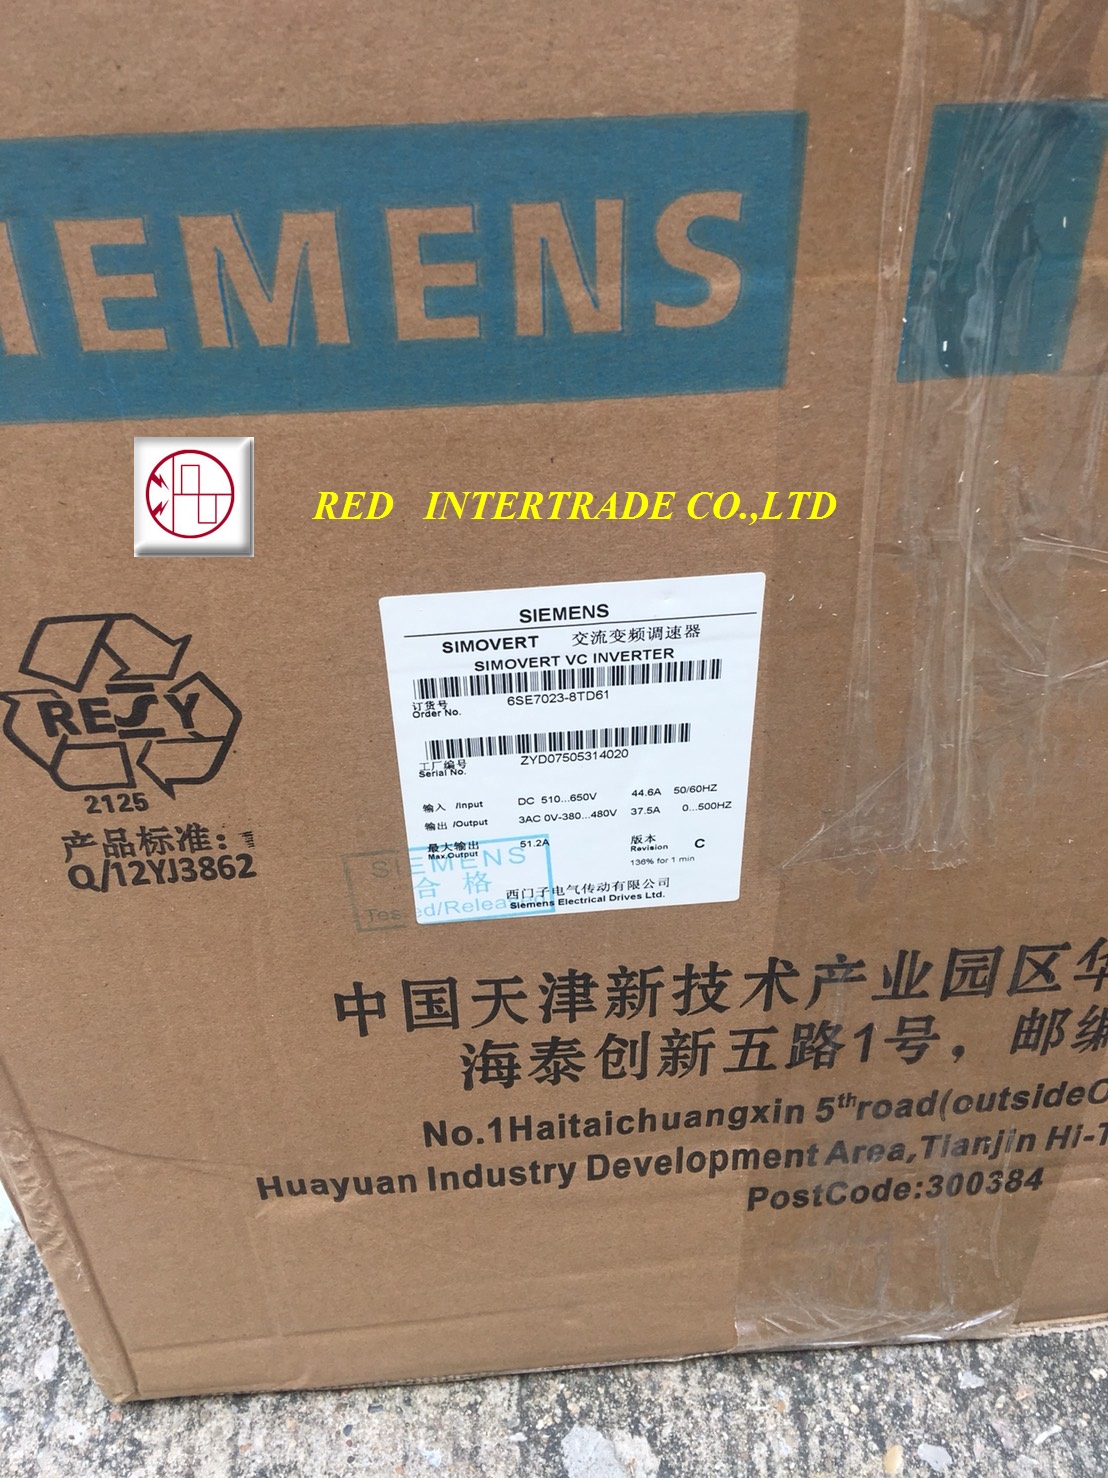 IEMENS
RED INTERTRADE CO.,LTD
SIEMENS
SIMOVERT 交流变频调速器
SIMOVERT VC INVERTER
订货号 6SE7023-8TD61
Order No.
工厂编号 ZYD07505314020
Serial No.
输入 /Input DC 510...650V 44.6A 50/60HZ
输出 /Output 3AC 0V-380...480V 37.5A 0...500HZ
最大输出 51.2A 版本 C
Max.Output Revision
136% for 1 min
SIEMENS
合格
Tested/Released
西门子电气传动有限公司
Siemens Electrical Drives Ltd.
RESY
2125
产品标准:
Q/12YJ3862
中国天津新技术产业园区华
海泰创新五路1号，邮编
No.1Haitaichuangxin 5th road(outside
Huayuan Industry Development Area,Tianjin Hi-T
PostCode:300384